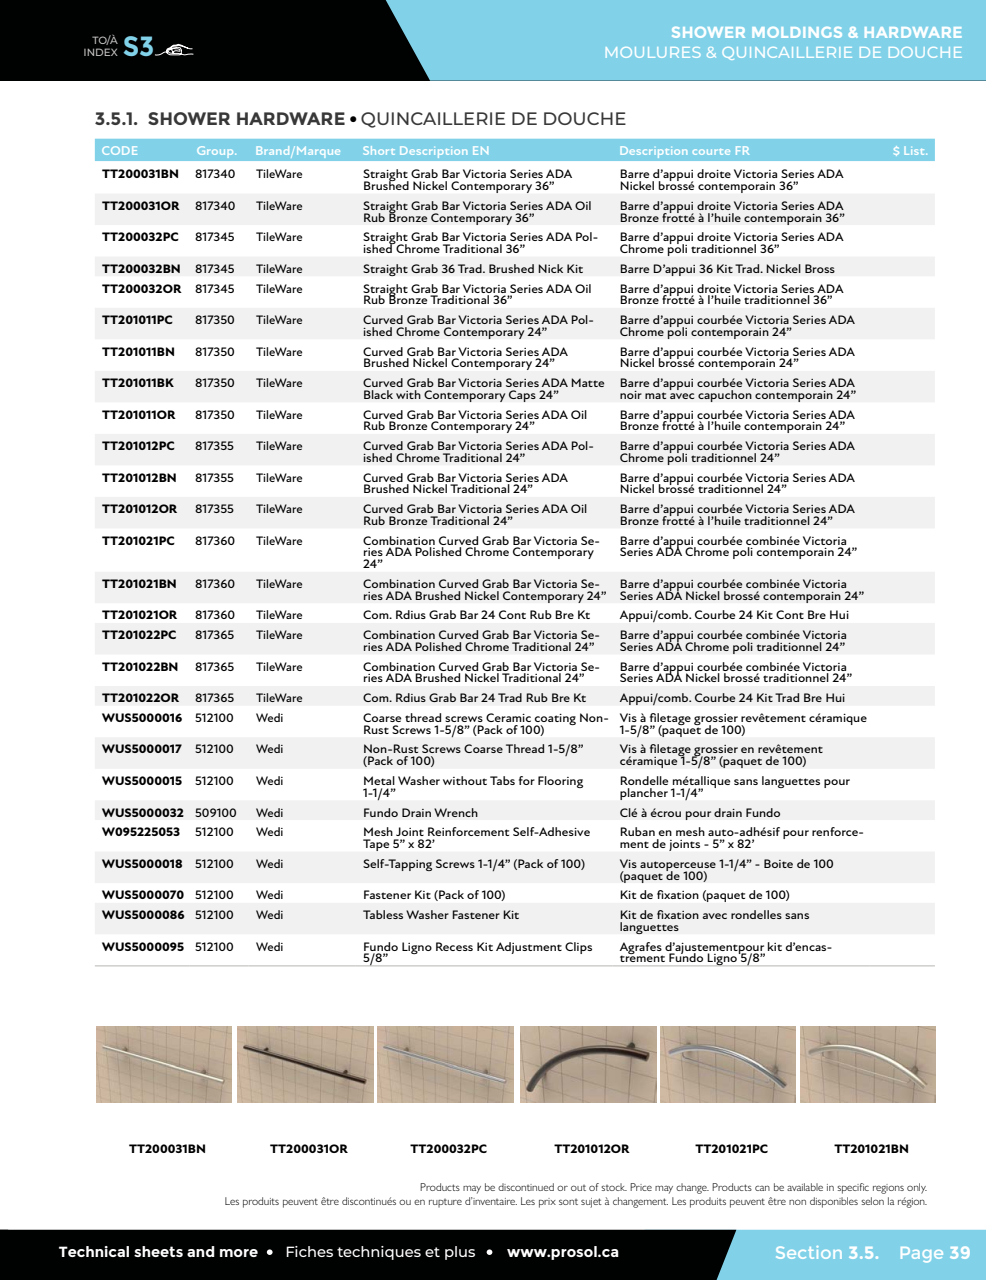 TO/À
INDEX S3
SHOWER MOLDINGS & HARDWARE
MOULURES & QUINCAILLERIE DE DOUCHE
3.5.1. SHOWER HARDWARE • QUINCAILLERIE DE DOUCHE
CODE Group. Brand/Marque Short Description EN Description courte FR $ List.
TT200031BN 817340 TileWare Straight Grab Bar Victoria Series ADA Barre d’appui droite Victoria Series ADA
Brushed Nickel Contemporary 36” Nickel brossé contemporain 36”
TT200031OR 817340 TileWare Straight Grab Bar Victoria Series ADA Oil Barre d’appui droite Victoria Series ADA
Rub Bronze Contemporary 36” Bronze frotté à l’huile contemporain 36”
TT200032PC 817345 TileWare Straight Grab Bar Victoria Series ADA Pol- Barre d’appui droite Victoria Series ADA
ished Chrome Traditional 36” Chrome poli traditionnel 36”
TT200032BN 817345 TileWare Straight Grab 36 Trad. Brushed Nick Kit Barre D’appui 36 Kit Trad. Nickel Bross
TT200032OR 817345 TileWare Straight Grab Bar Victoria Series ADA Oil Barre d’appui droite Victoria Series ADA
Rub Bronze Traditional 36” Bronze frotté à l’huile traditionnel 36”
TT201011PC 817350 TileWare Curved Grab Bar Victoria Series ADA Pol- Barre d’appui courbée Victoria Series ADA
ished Chrome Contemporary 24” Chrome poli contemporain 24”
TT201011BN 817350 TileWare Curved Grab Bar Victoria Series ADA Barre d’appui courbée Victoria Series ADA
Brushed Nickel Contemporary 24” Nickel brossé contemporain 24”
TT201011BK 817350 TileWare Curved Grab Bar Victoria Series ADA Matte Barre d’appui courbée Victoria Series ADA
Black with Contemporary Caps 24” noir mat avec capuchon contemporain 24”
TT201011OR 817350 TileWare Curved Grab Bar Victoria Series ADA Oil Barre d’appui courbée Victoria Series ADA
Rub Bronze Contemporary 24” Bronze frotté à l’huile contemporain 24”
TT201012PC 817355 TileWare Curved Grab Bar Victoria Series ADA Pol- Barre d’appui courbée Victoria Series ADA
ished Chrome Traditional 24” Chrome poli traditionnel 24”
TT201012BN 817355 TileWare Curved Grab Bar Victoria Series ADA Barre d’appui courbée Victoria Series ADA
Brushed Nickel Traditional 24” Nickel brossé traditionnel 24”
TT201012OR 817355 TileWare Curved Grab Bar Victoria Series ADA Oil Barre d’appui courbée Victoria Series ADA
Rub Bronze Traditional 24” Bronze frotté à l’huile traditionnel 24”
TT201021PC 817360 TileWare Combination Curved Grab Bar Victoria Se- Barre d’appui courbée combinée Victoria
ries ADA Polished Chrome Contemporary Series ADA Chrome poli contemporain 24”
24”
TT201021BN 817360 TileWare Combination Curved Grab Bar Victoria Se- Barre d’appui courbée combinée Victoria
ries ADA Brushed Nickel Contemporary 24” Series ADA Nickel brossé contemporain 24”
TT201021OR 817360 TileWare Com. Rdius Grab Bar 24 Cont Rub Bre Kt Appui/comb. Courbe 24 Kit Cont Bre Hui
TT201022PC 817365 TileWare Combination Curved Grab Bar Victoria Se- Barre d’appui courbée combinée Victoria
ries ADA Polished Chrome Traditional 24” Series ADA Chrome poli traditionnel 24”
TT201022BN 817365 TileWare Combination Curved Grab Bar Victoria Se- Barre d’appui courbée combinée Victoria
ries ADA Brushed Nickel Traditional 24” Series ADA Nickel brossé traditionnel 24”
TT201022OR 817365 TileWare Com. Rdius Grab Bar 24 Trad Rub Bre Kt Appui/comb. Courbe 24 Kit Trad Bre Hui
WUS5000016 512100 Wedi Coarse thread screws Ceramic coating Non- Vis à filetage grossier revêtement céramique
Rust Screws 1-5/8” (Pack of 100) 1-5/8” (paquet de 100)
WUS5000017 512100 Wedi Non-Rust Screws Coarse Thread 1-5/8” Vis à filetage grossier en revêtement
(Pack of 100) céramique 1-5/8” (paquet de 100)
WUS5000015 512100 Wedi Metal Washer without Tabs for Flooring Rondelle métallique sans languettes pour
1-1/4” plancher 1-1/4”
WUS5000032 509100 Wedi Fundo Drain Wrench Clé à écrou pour drain Fundo
W095225053 512100 Wedi Mesh Joint Reinforcement Self-Adhesive Ruban en mesh auto-adhésif pour renforce-
Tape 5” x 82’ ment de joints - 5” x 82’
WUS5000018 512100 Wedi Self-Tapping Screws 1-1/4” (Pack of 100) Vis autoperceuse 1-1/4” - Boite de 100
(paquet de 100)
WUS5000070 512100 Wedi Fastener Kit (Pack of 100) Kit de fixation (paquet de 100)
WUS5000086 512100 Wedi Tabless Washer Fastener Kit Kit de fixation avec rondelles sans
languettes
WUS5000095 512100 Wedi Fundo Ligno Recess Kit Adjustment Clips Agrafes d’ajustementpour kit d’encas-
5/8” trement Fundo Ligno 5/8”
TT200031BN TT200031OR TT200032PC TT201012OR TT201021PC TT201021BN
Products may be discontinued or out of stock. Price may change. Products can be available in specific regions only.
Les produits peuvent être discontinués ou en rupture d’inventaire. Les prix sont sujet à changement. Les produits peuvent être non disponibles selon la région.
Technical sheets and more • Fiches techniques et plus • www.prosol.ca
Section 3.5. Page 39